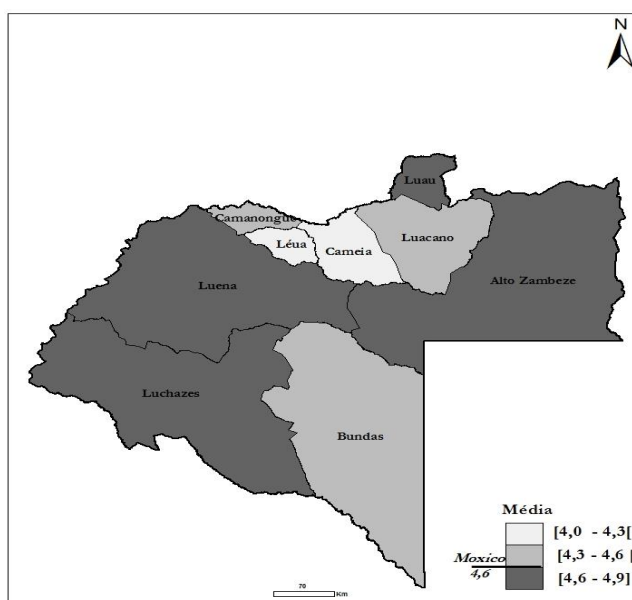 N
Luau
Camanongue
Luacano
Léua
Cameia
Alto Zambeze
Luena
Luchazes
Bundas
Média
[4,0 - 4,3[
[4,3 - 4,6 [
Moxico
4,6
[4,6 - 4,9]
70
Km